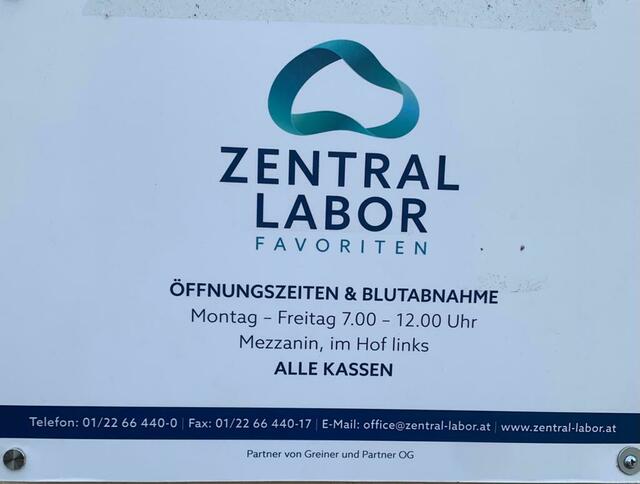 ZENTRAL
LABOR
FAVORITEN
ÖFFNUNGSZEITEN & BLUTABNAHME
Montag – Freitag 7.00 – 12.00 Uhr
Mezzanin, im Hof links
ALLE KASSEN
Telefon: 01/22 66 440-0 | Fax: 01/22 66 440-17 | E-Mail: office@zentral-labor.at | www.zentral-labor.at
Partner von Greiner und Partner OG